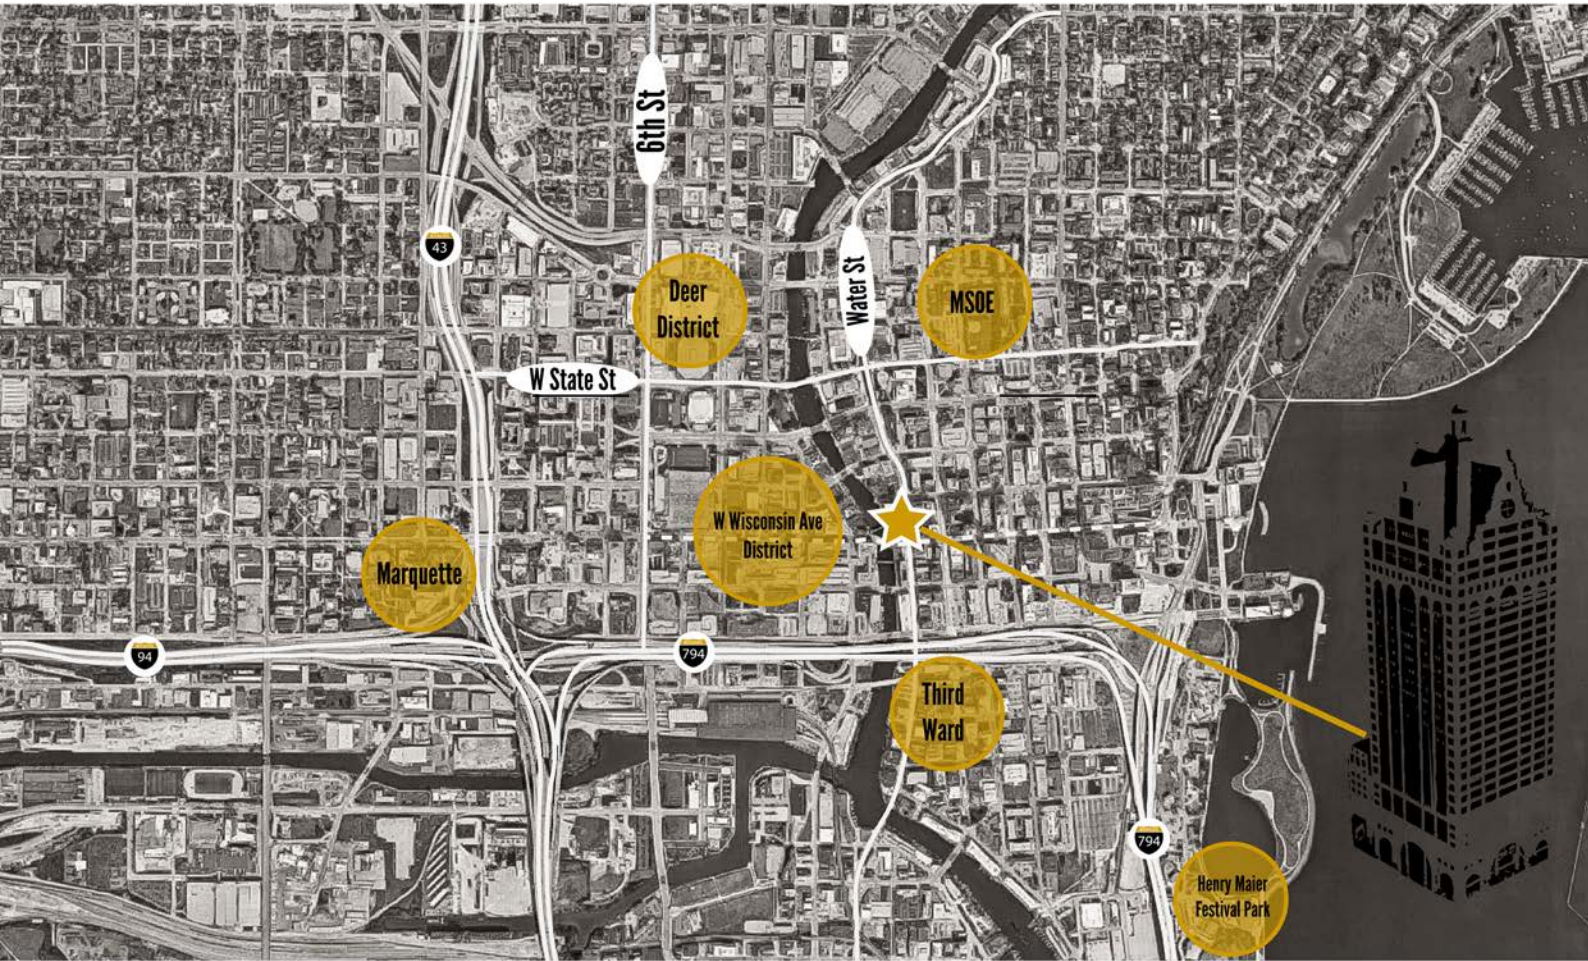 6th St
43
Water St
Deer
District
MSOE
W State St
W Wisconsin Ave
District
Marquette
94
794
Third
Ward
794
Henry Maier
Festival Park